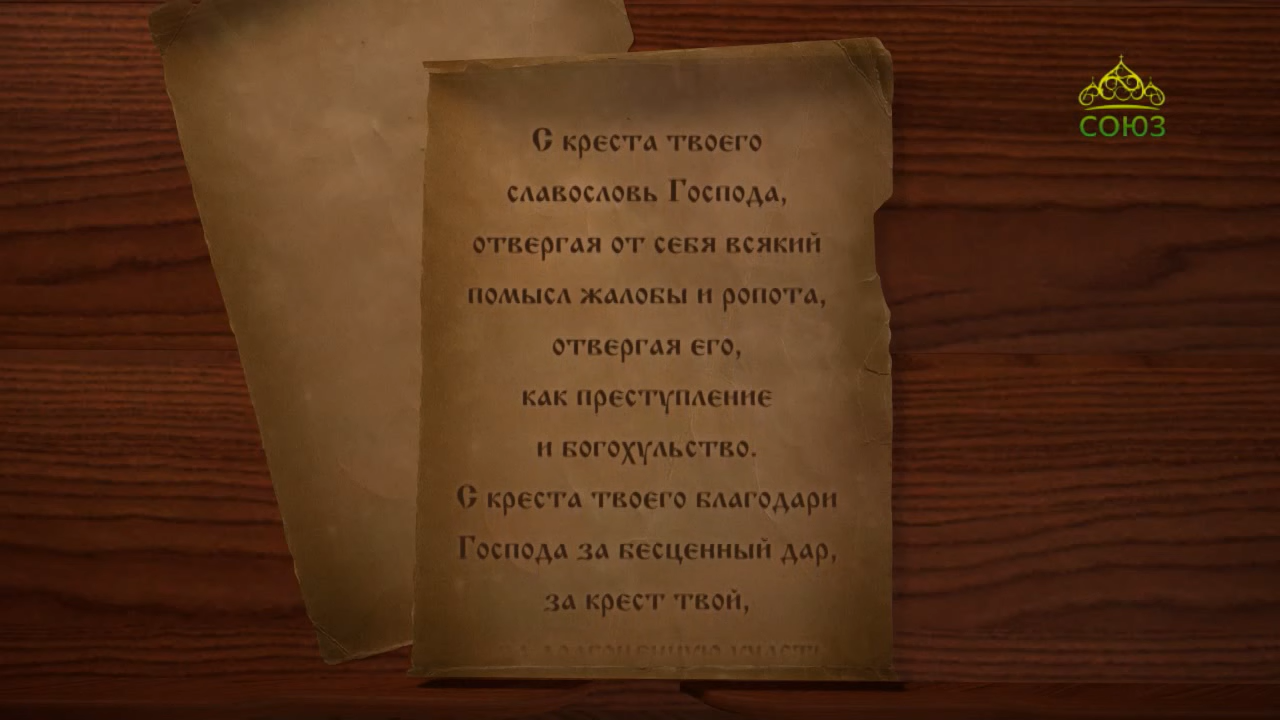 С креста твоего
славословь Господа,
отвергая от себя всякий
помысл жалобы и ропота,
отвергая его,
как преступление
и богохульство.
С креста твоего благодари
Господа за бесценный дар,
за крест твой,
СОЮЗ